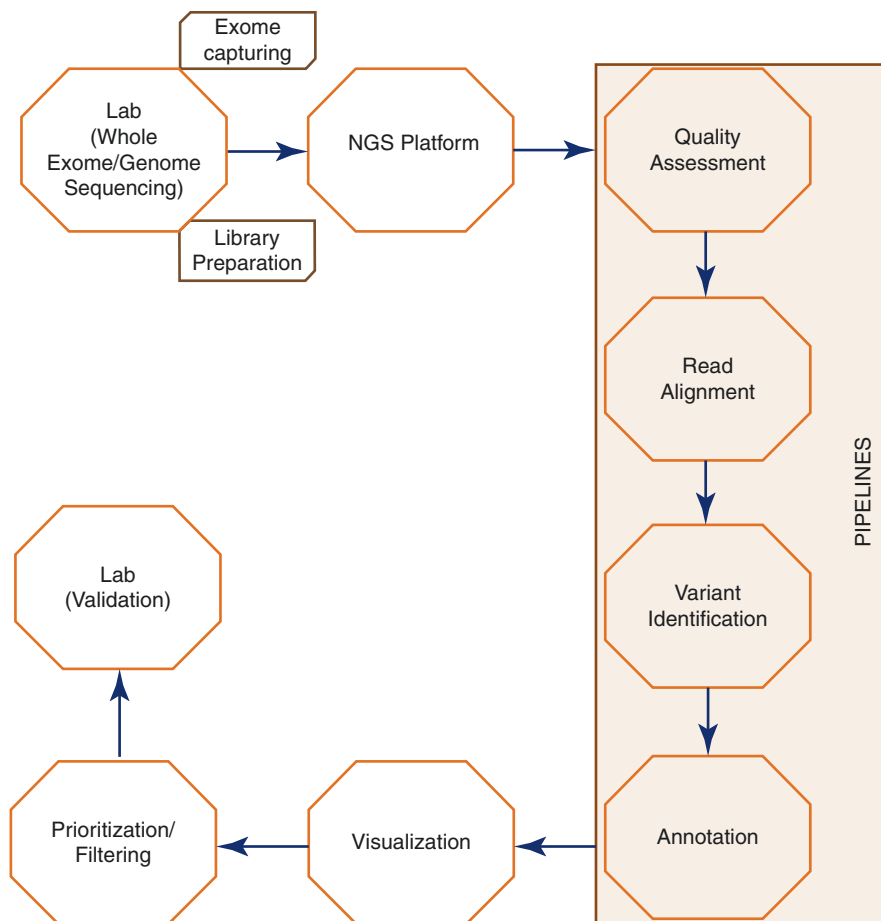 Exome
capturing
Lab
(Whole
Exome/Genome
Sequencing)
Library
Preparation
NGS Platform
Quality
Assessment
Read
Alignment
Variant
Identification
Annotation
PIPELINES
Visualization
Prioritization/
Filtering
Lab
(Validation)